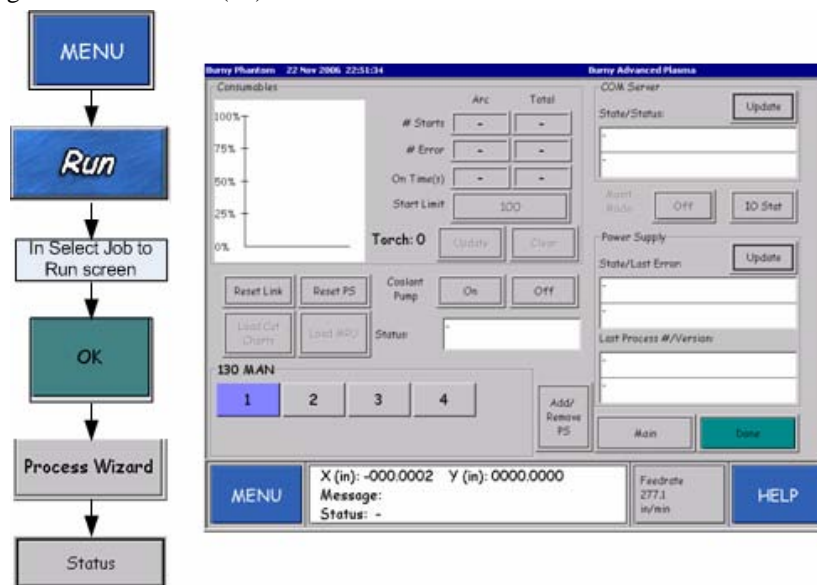 MENU
Run
In Select Job to
Run screen
OK
Process Wizard
Status
Burny Phantom 22 Nov 2006 22:51:34 Burny Advanced Plasma
Consumables
100%
75%
50%
25%
0%
Arc Total
# Starts - -
# Error - -
On Time(s) - -
Start Limit 100
Torch: 0 Update Clear
Reset Link Reset PS Coolant
Pump On Off
Load Cut
Charts Status: -
130 MAN
1 2 3 4
Add/
Remove
PS
COM Server
State/Status: Update
-
-
Off IO Stat
Power Supply
State/Last Error: Update
-
-
Last Process #/Version:
-
-
Main Done
MENU
X (in): -000.0002 Y (in): 0000.0000
Message:
Status: -
Feedrate
277.1
in/min
HELP